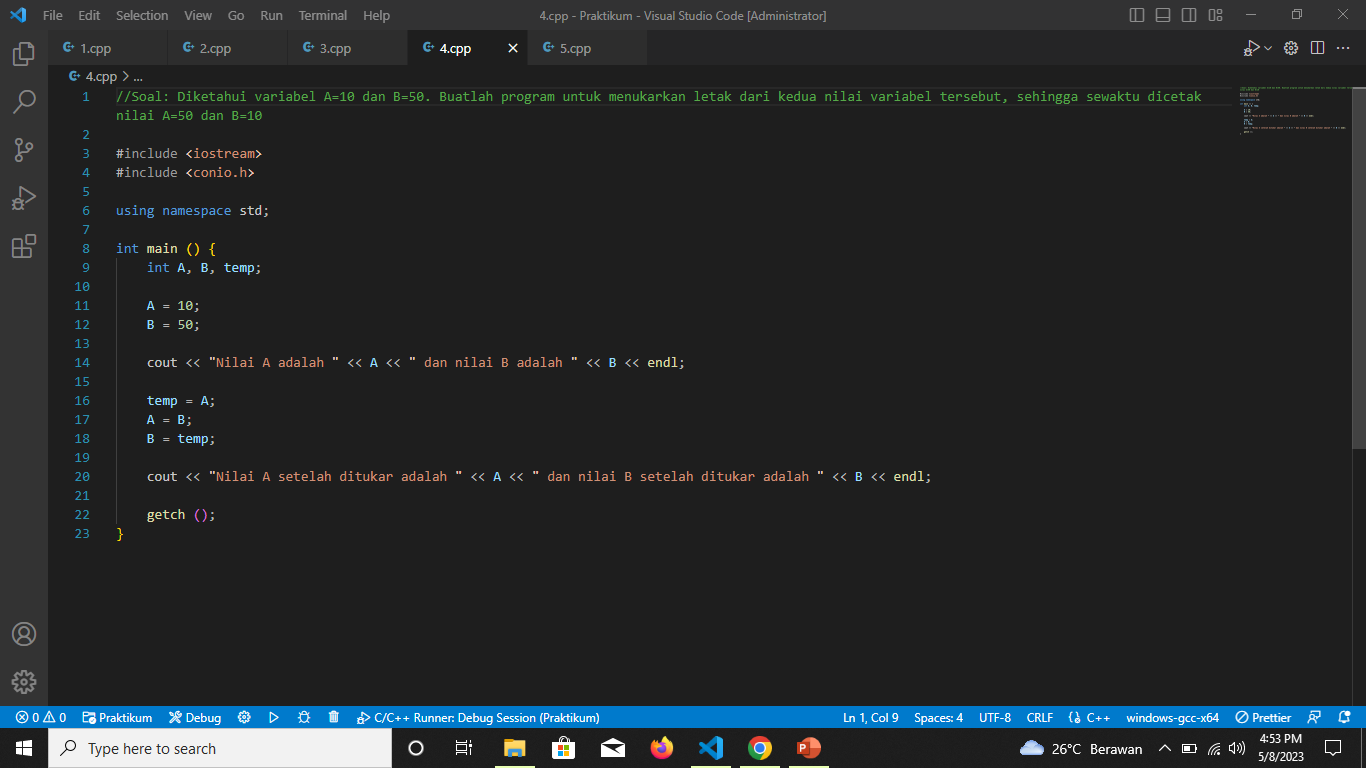 File Edit Selection View Go Run Terminal Help 4.cpp - Praktikum - Visual Studio Code [Administrator]
1.cpp 2.cpp 3.cpp 4.cpp 5.cpp
4.cpp > ...
1 //Soal: Diketahui variabel A=10 dan B=50. Buatlah program untuk menukarkan letak dari kedua nilai variabel tersebut, sehingga sewaktu dicetak
nilai A=50 dan B=10
2
3 #include <iostream>
4 #include <conio.h>
5
6 using namespace std;
7
8 int main () {
9 int A, B, temp;
10
11 A = 10;
12 B = 50;
13
14 cout << "Nilai A adalah " << A << " dan nilai B adalah " << B << endl;
15
16 temp = A;
17 A = B;
18 B = temp;
19
20 cout << "Nilai A setelah ditukar adalah " << A << " dan nilai B setelah ditukar adalah " << B << endl;
21
22 getch ();
23 }
0 0 Praktikum Debug C/C++ Runner: Debug Session (Praktikum) Ln 1, Col 9 Spaces: 4 UTF-8 CRLF {} C++ windows-gcc-x64 Prettier
Type here to search 26°C Berawan 4:53 PM
5/8/2023